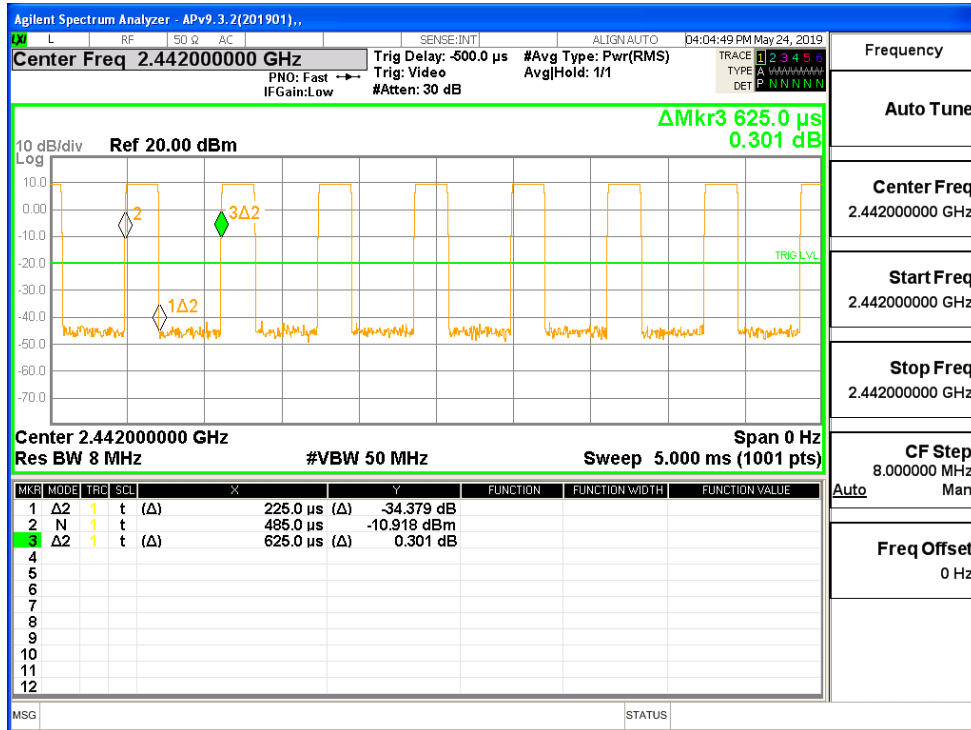 Agilent Spectrum Analyzer - APv9.3.2(201901),,
LXI L RF 50 Ω AC SENSE:INT ALIGN AUTO 04:04:49 PM May 24, 2019
Center Freq 2.442000000 GHz
PNO: Fast
IFGain:Low
Trig Delay: -500.0 µs
Trig: Video
#Atten: 30 dB
#Avg Type: Pwr(RMS)
Avg|Hold: 1/1
TRACE 1 2 3 4 5 6
TYPE A WWWWWW
DET P N N N N N
ΔMkr3 625.0 µs
0.301 dB
10 dB/div
Log
Ref 20.00 dBm
10.0
0.00
-10.0
-20.0
-30.0
-40.0
-50.0
-60.0
-70.0
2
3Δ2
1Δ2
TRIG LVL
Center 2.442000000 GHz
Span 0 Hz
Res BW 8 MHz
#VBW 50 MHz
Sweep 5.000 ms (1001 pts)
MKR MODE TRC SCL X Y FUNCTION FUNCTION WIDTH FUNCTION VALUE
1 Δ2 1 t (Δ) 225.0 µs (Δ) -34.379 dB
2 N 1 t 485.0 µs -10.918 dBm
3 Δ2 1 t (Δ) 625.0 µs (Δ) 0.301 dB
4
5
6
7
8
9
10
11
12
MSG
STATUS
Frequency
Auto Tune
Center Freq
2.442000000 GHz
Start Freq
2.442000000 GHz
Stop Freq
2.442000000 GHz
CF Step
8.000000 MHz
Auto Man
Freq Offset
0 Hz